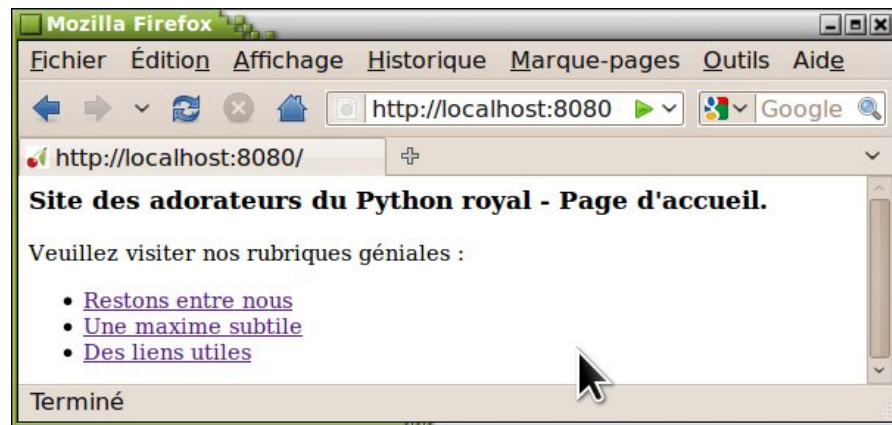 Mozilla Firefox
Fichier Édition Affichage Historique Marque-pages Outils Aide
http://localhost:8080 Google
http://localhost:8080/
Site des adorateurs du Python royal - Page d'accueil.
Veuillez visiter nos rubriques géniales :
• Restons entre nous
• Une maxime subtile
• Des liens utiles
Terminé